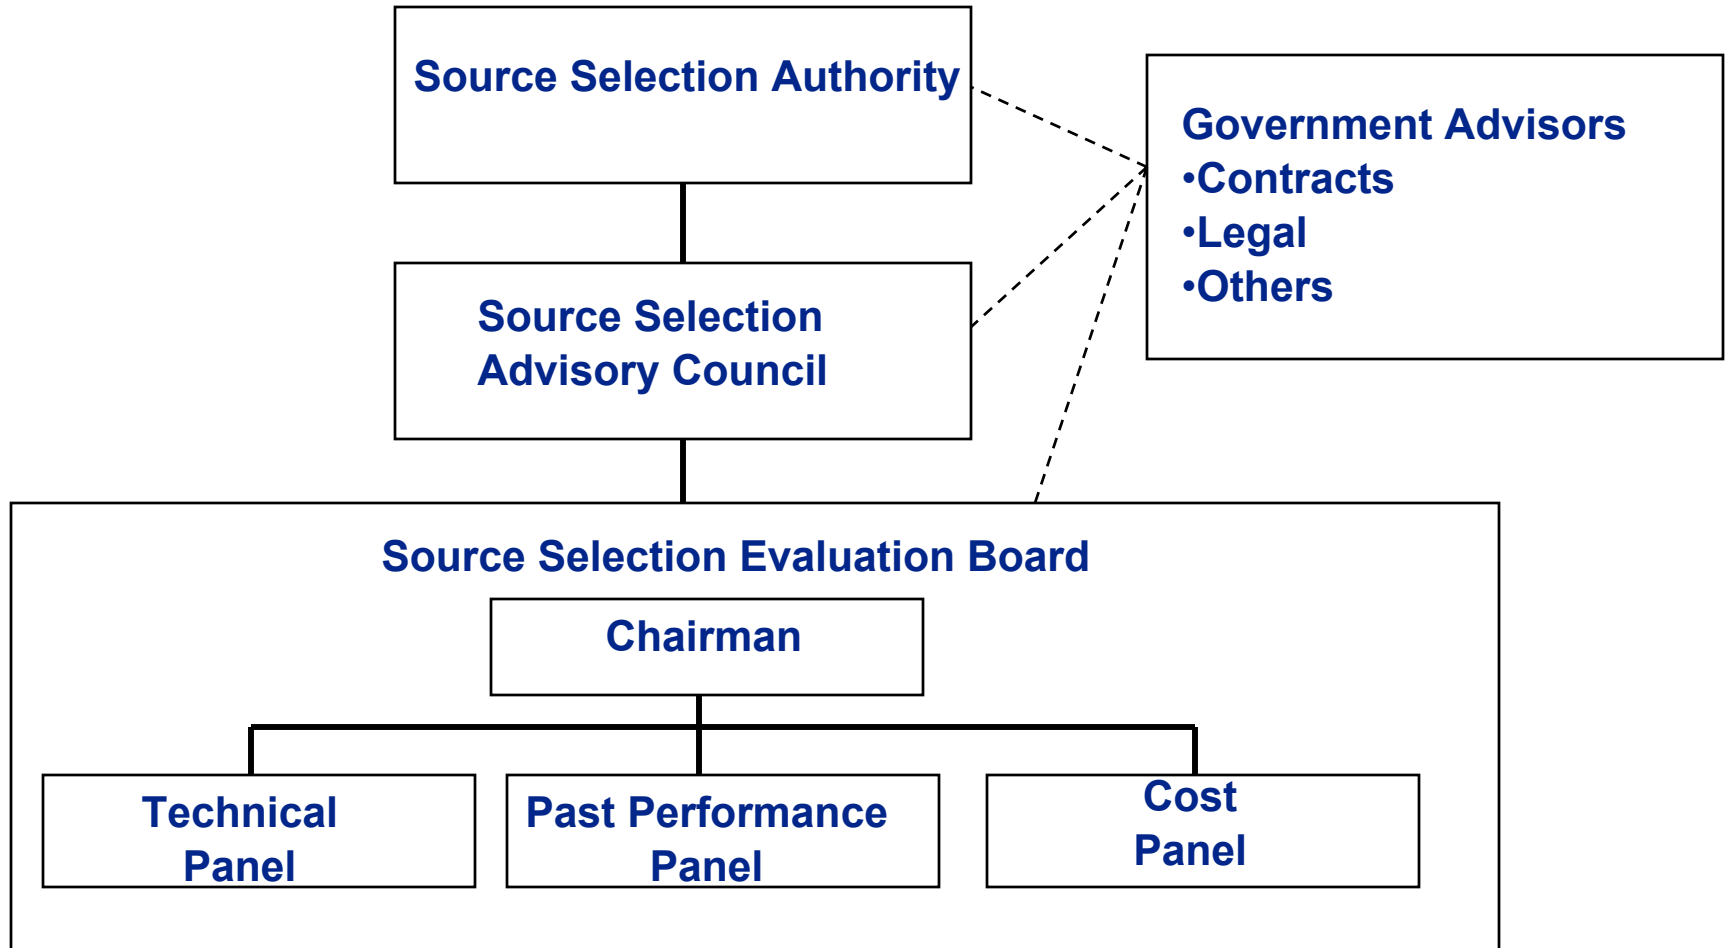 Source Selection Authority
Government Advisors
•Contracts
•Legal
•Others
Source Selection
Advisory Council
Source Selection Evaluation Board
Chairman
Technical
Panel
Past Performance
Panel
Cost
Panel